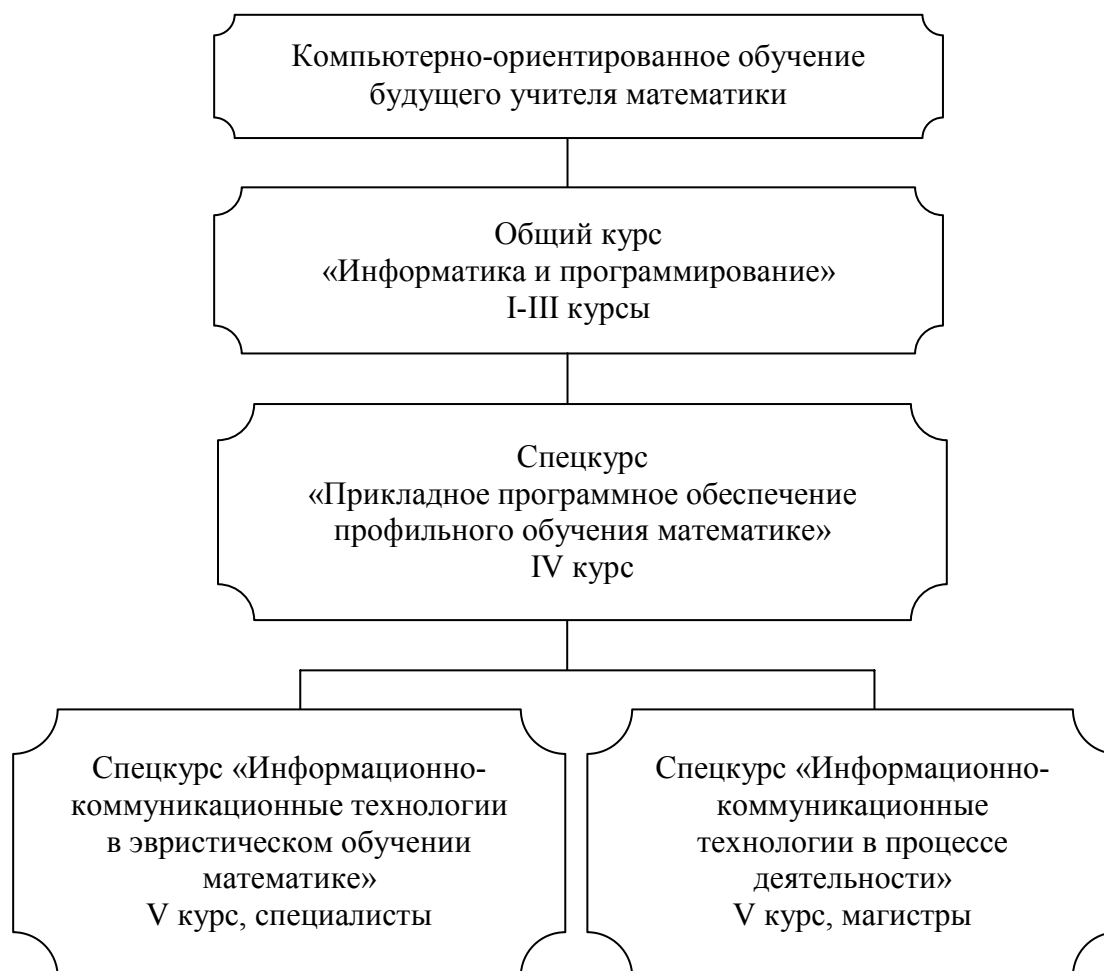 Компьютерно-ориентированное обучение
будущего учителя математики
Общий курс
«Информатика и программирование»
I-III курсы
Спецкурс
«Прикладное программное обеспечение
профильного обучения математике»
IV курс
Спецкурс «Информационно-
коммуникационные технологии
в эвристическом обучении
математике»
V курс, специалисты
Спецкурс «Информационно-
коммуникационные
технологии в процессе
деятельности»
V курс, магистры